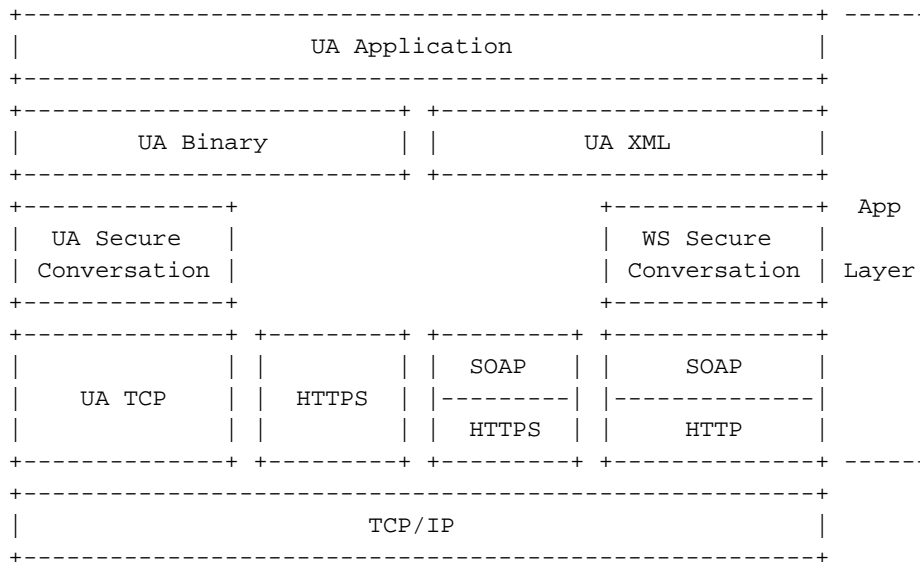 UA Application
UA Binary UA XML
App
UA Secure WS Secure
Conversation Conversation Layer
SOAP SOAP
UA TCP HTTPS
HTTPS HTTP
TCP/IP